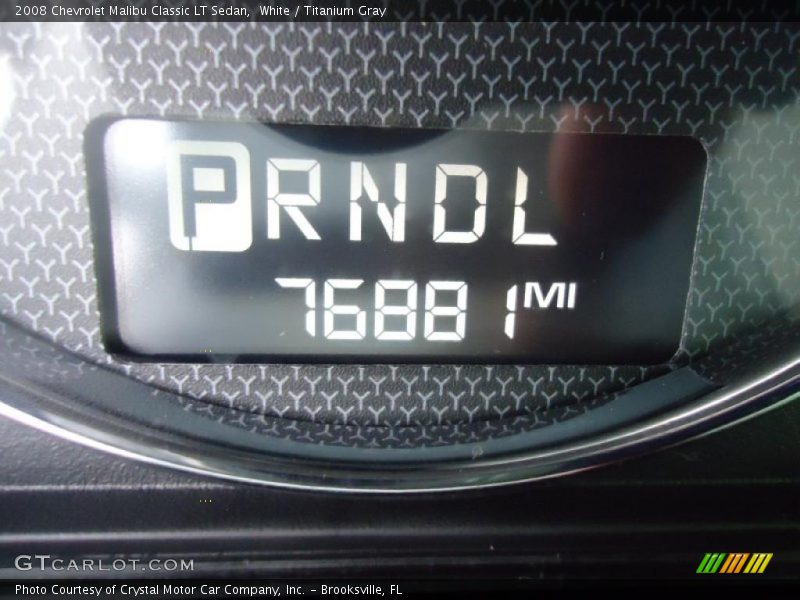 2008 Chevrolet Malibu Classic LT Sedan, White / Titanium Gray
PRNDL
76881 MI
GTCARLOT.COM
Photo Courtesy of Crystal Motor Car Company, Inc. – Brooksville, FL